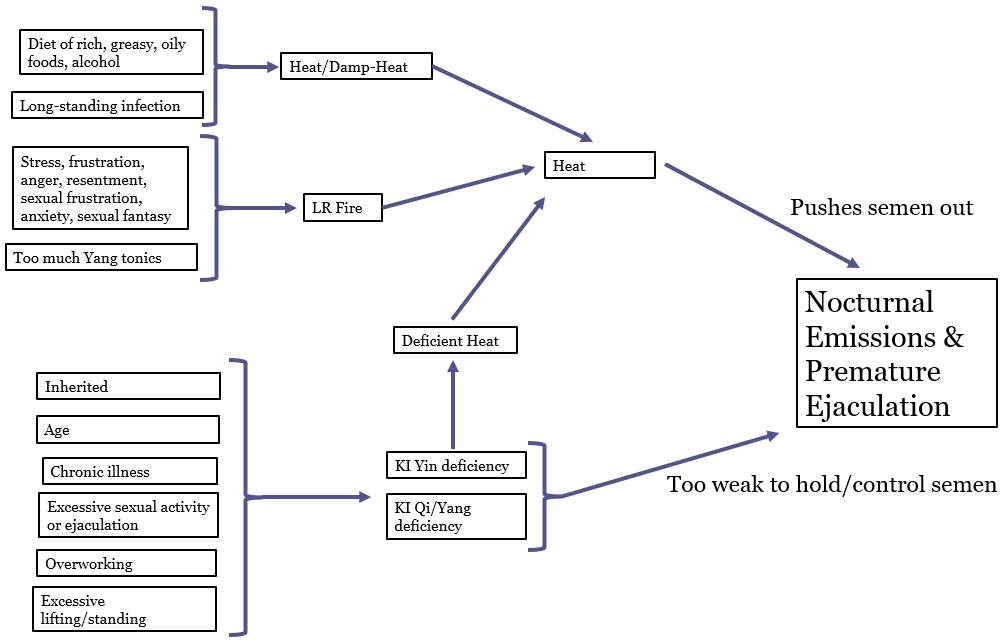 Diet of rich, greasy, oily
foods, alcohol
Long-standing infection
Heat/Damp-Heat
Stress, frustration,
anger, resentment,
sexual frustration,
anxiety, sexual fantasy
Too much Yang tonics
LR Fire
Heat
Pushes semen out
Nocturnal
Emissions &
Premature
Ejaculation
Deficient Heat
Inherited
Age
Chronic illness
Excessive sexual activity
or ejaculation
Overworking
Excessive
lifting/standing
KI Yin deficiency
KI Qi/Yang
deficiency
Too weak to hold/control semen